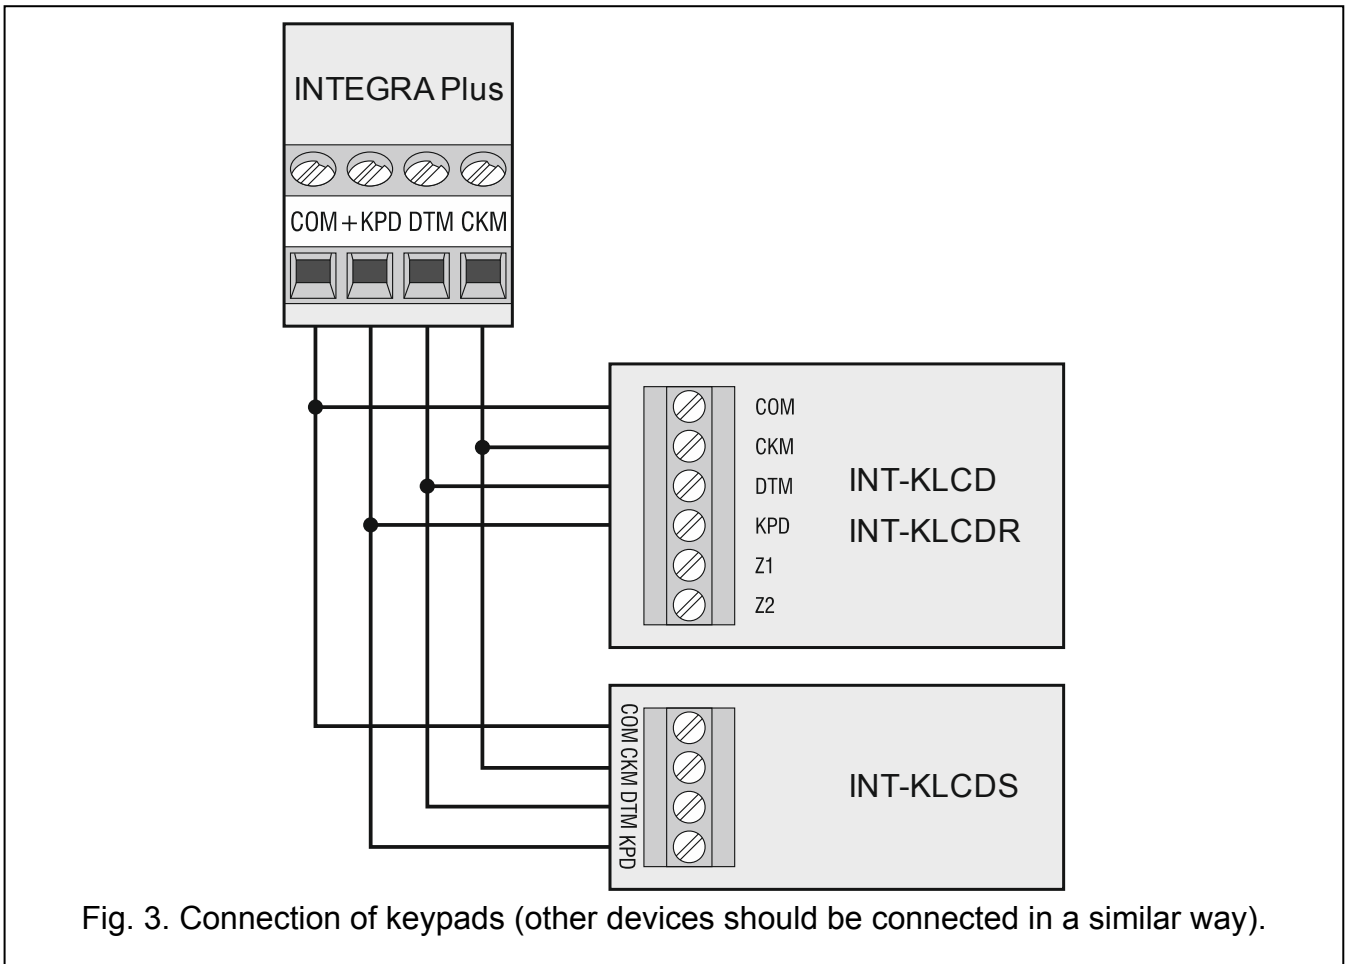 INTEGRA Plus
COM +KPD DTM CKM
COM
CKM
DTM
KPD
Z1
Z2
INT-KLCD
INT-KLCDR
COM CKM DTM KPD
INT-KLCDS
Fig. 3. Connection of keypads (other devices should be connected in a similar way).